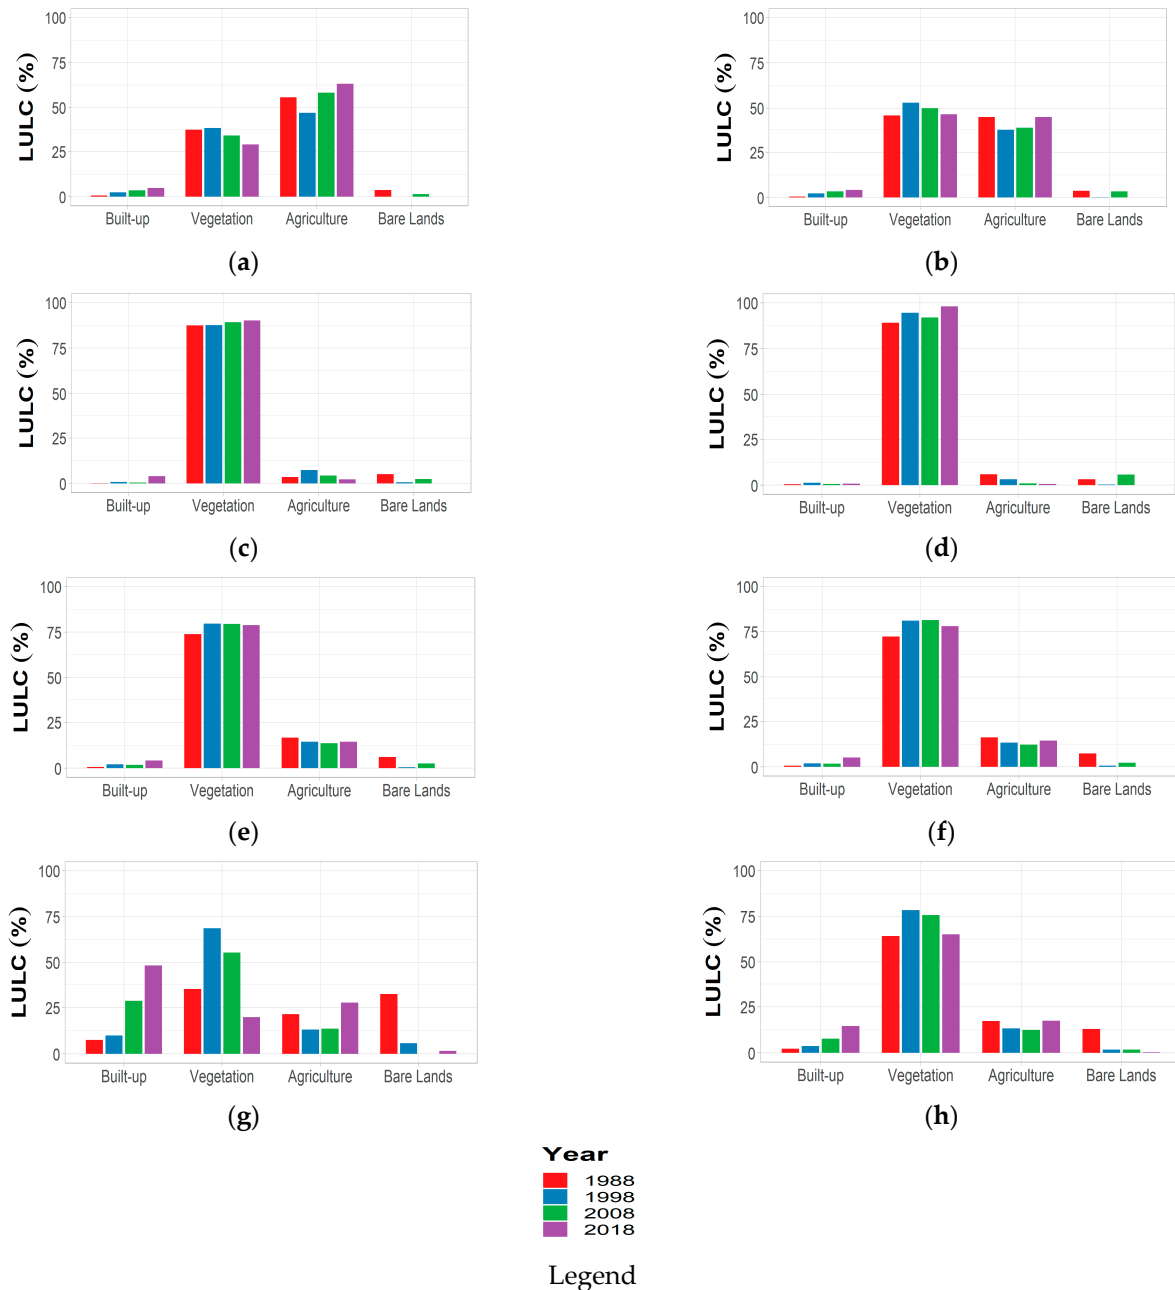 100
75
50
25
0
LULC (%)
Built-up Vegetation Agriculture Bare Lands
(a)
100
75
50
25
0
LULC (%)
Built-up Vegetation Agriculture Bare Lands
(b)
100
75
50
25
0
LULC (%)
Built-up Vegetation Agriculture Bare Lands
(c)
100
75
50
25
0
LULC (%)
Built-up Vegetation Agriculture Bare Lands
(d)
100
75
50
25
0
LULC (%)
Built-up Vegetation Agriculture Bare Lands
(e)
100
75
50
25
0
LULC (%)
Built-up Vegetation Agriculture Bare Lands
(f)
100
75
50
25
0
LULC (%)
Built-up Vegetation Agriculture Bare Lands
(g)
100
75
50
25
0
LULC (%)
Built-up Vegetation Agriculture Bare Lands
(h)
Year
1988
1998
2008
2018
Legend